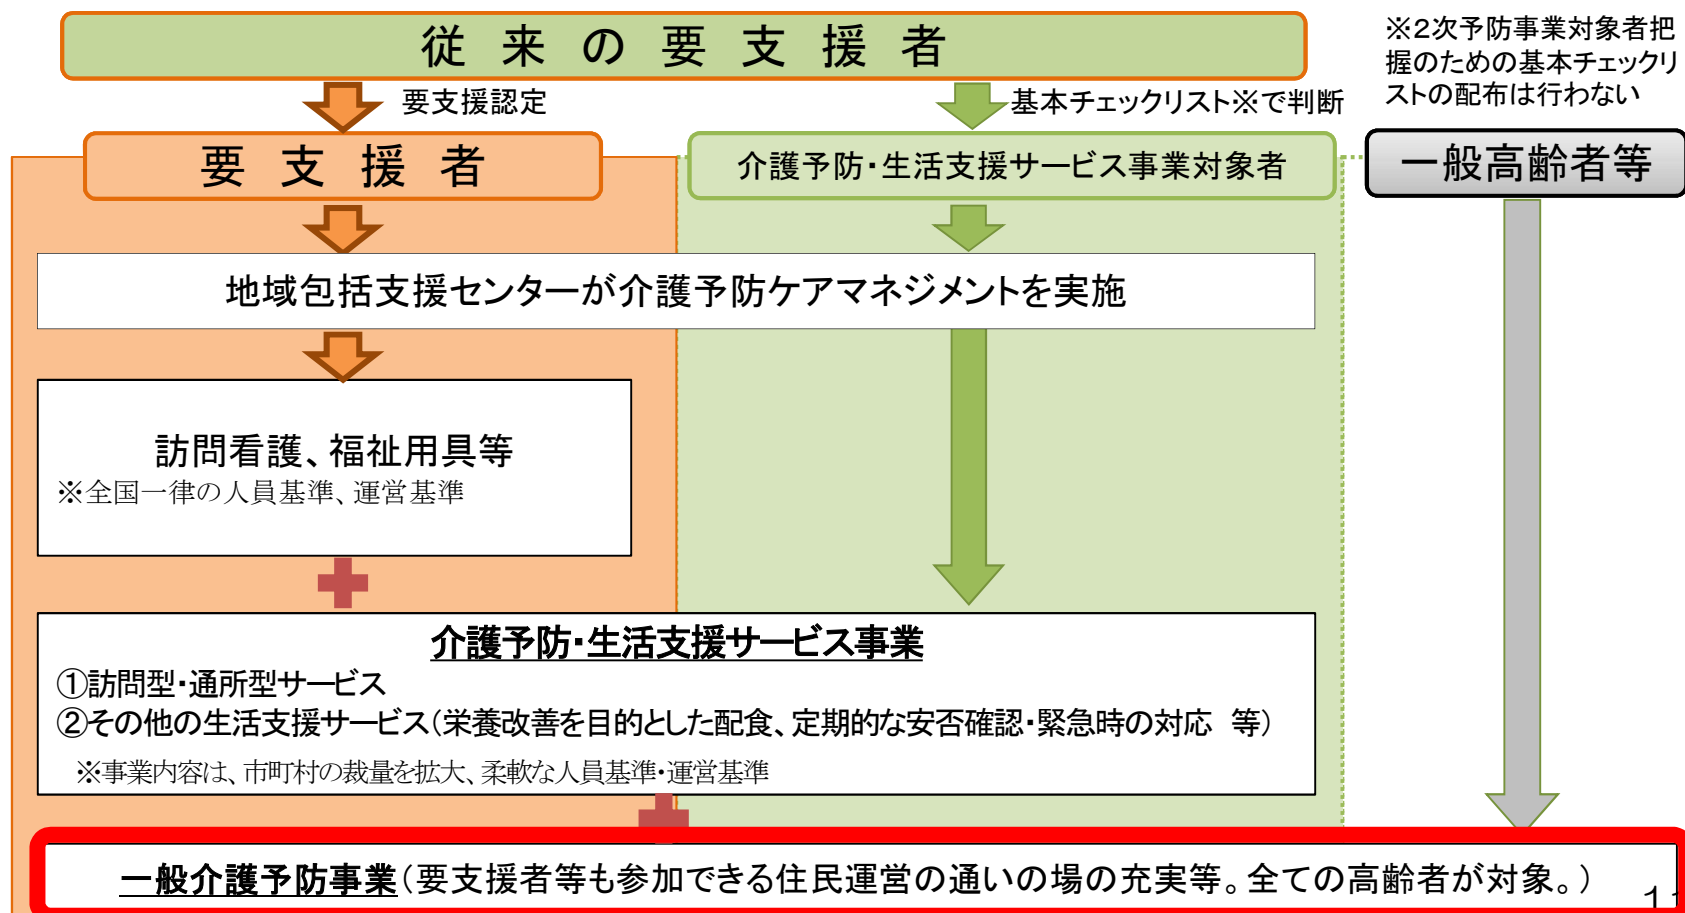 従来の要支援者
※2次予防事業対象者把
握のための基本チェックリ
ストの配布は行わない
要支援認定
基本チェックリスト※で判断
要支援者
介護予防・生活支援サービス事業対象者
一般高齢者等
地域包括支援センターが介護予防ケアマネジメントを実施
訪問看護、福祉用具等
※全国一律の人員基準、運営基準
介護予防・生活支援サービス事業
①訪問型・通所型サービス
②その他の生活支援サービス(栄養改善を目的とした配食、定期的な安否確認・緊急時の対応 等)
※事業内容は、市町村の裁量を拡大、柔軟な人員基準・運営基準
一般介護予防事業(要支援者等も参加できる住民運営の通いの場の充実等。全ての高齢者が対象。)